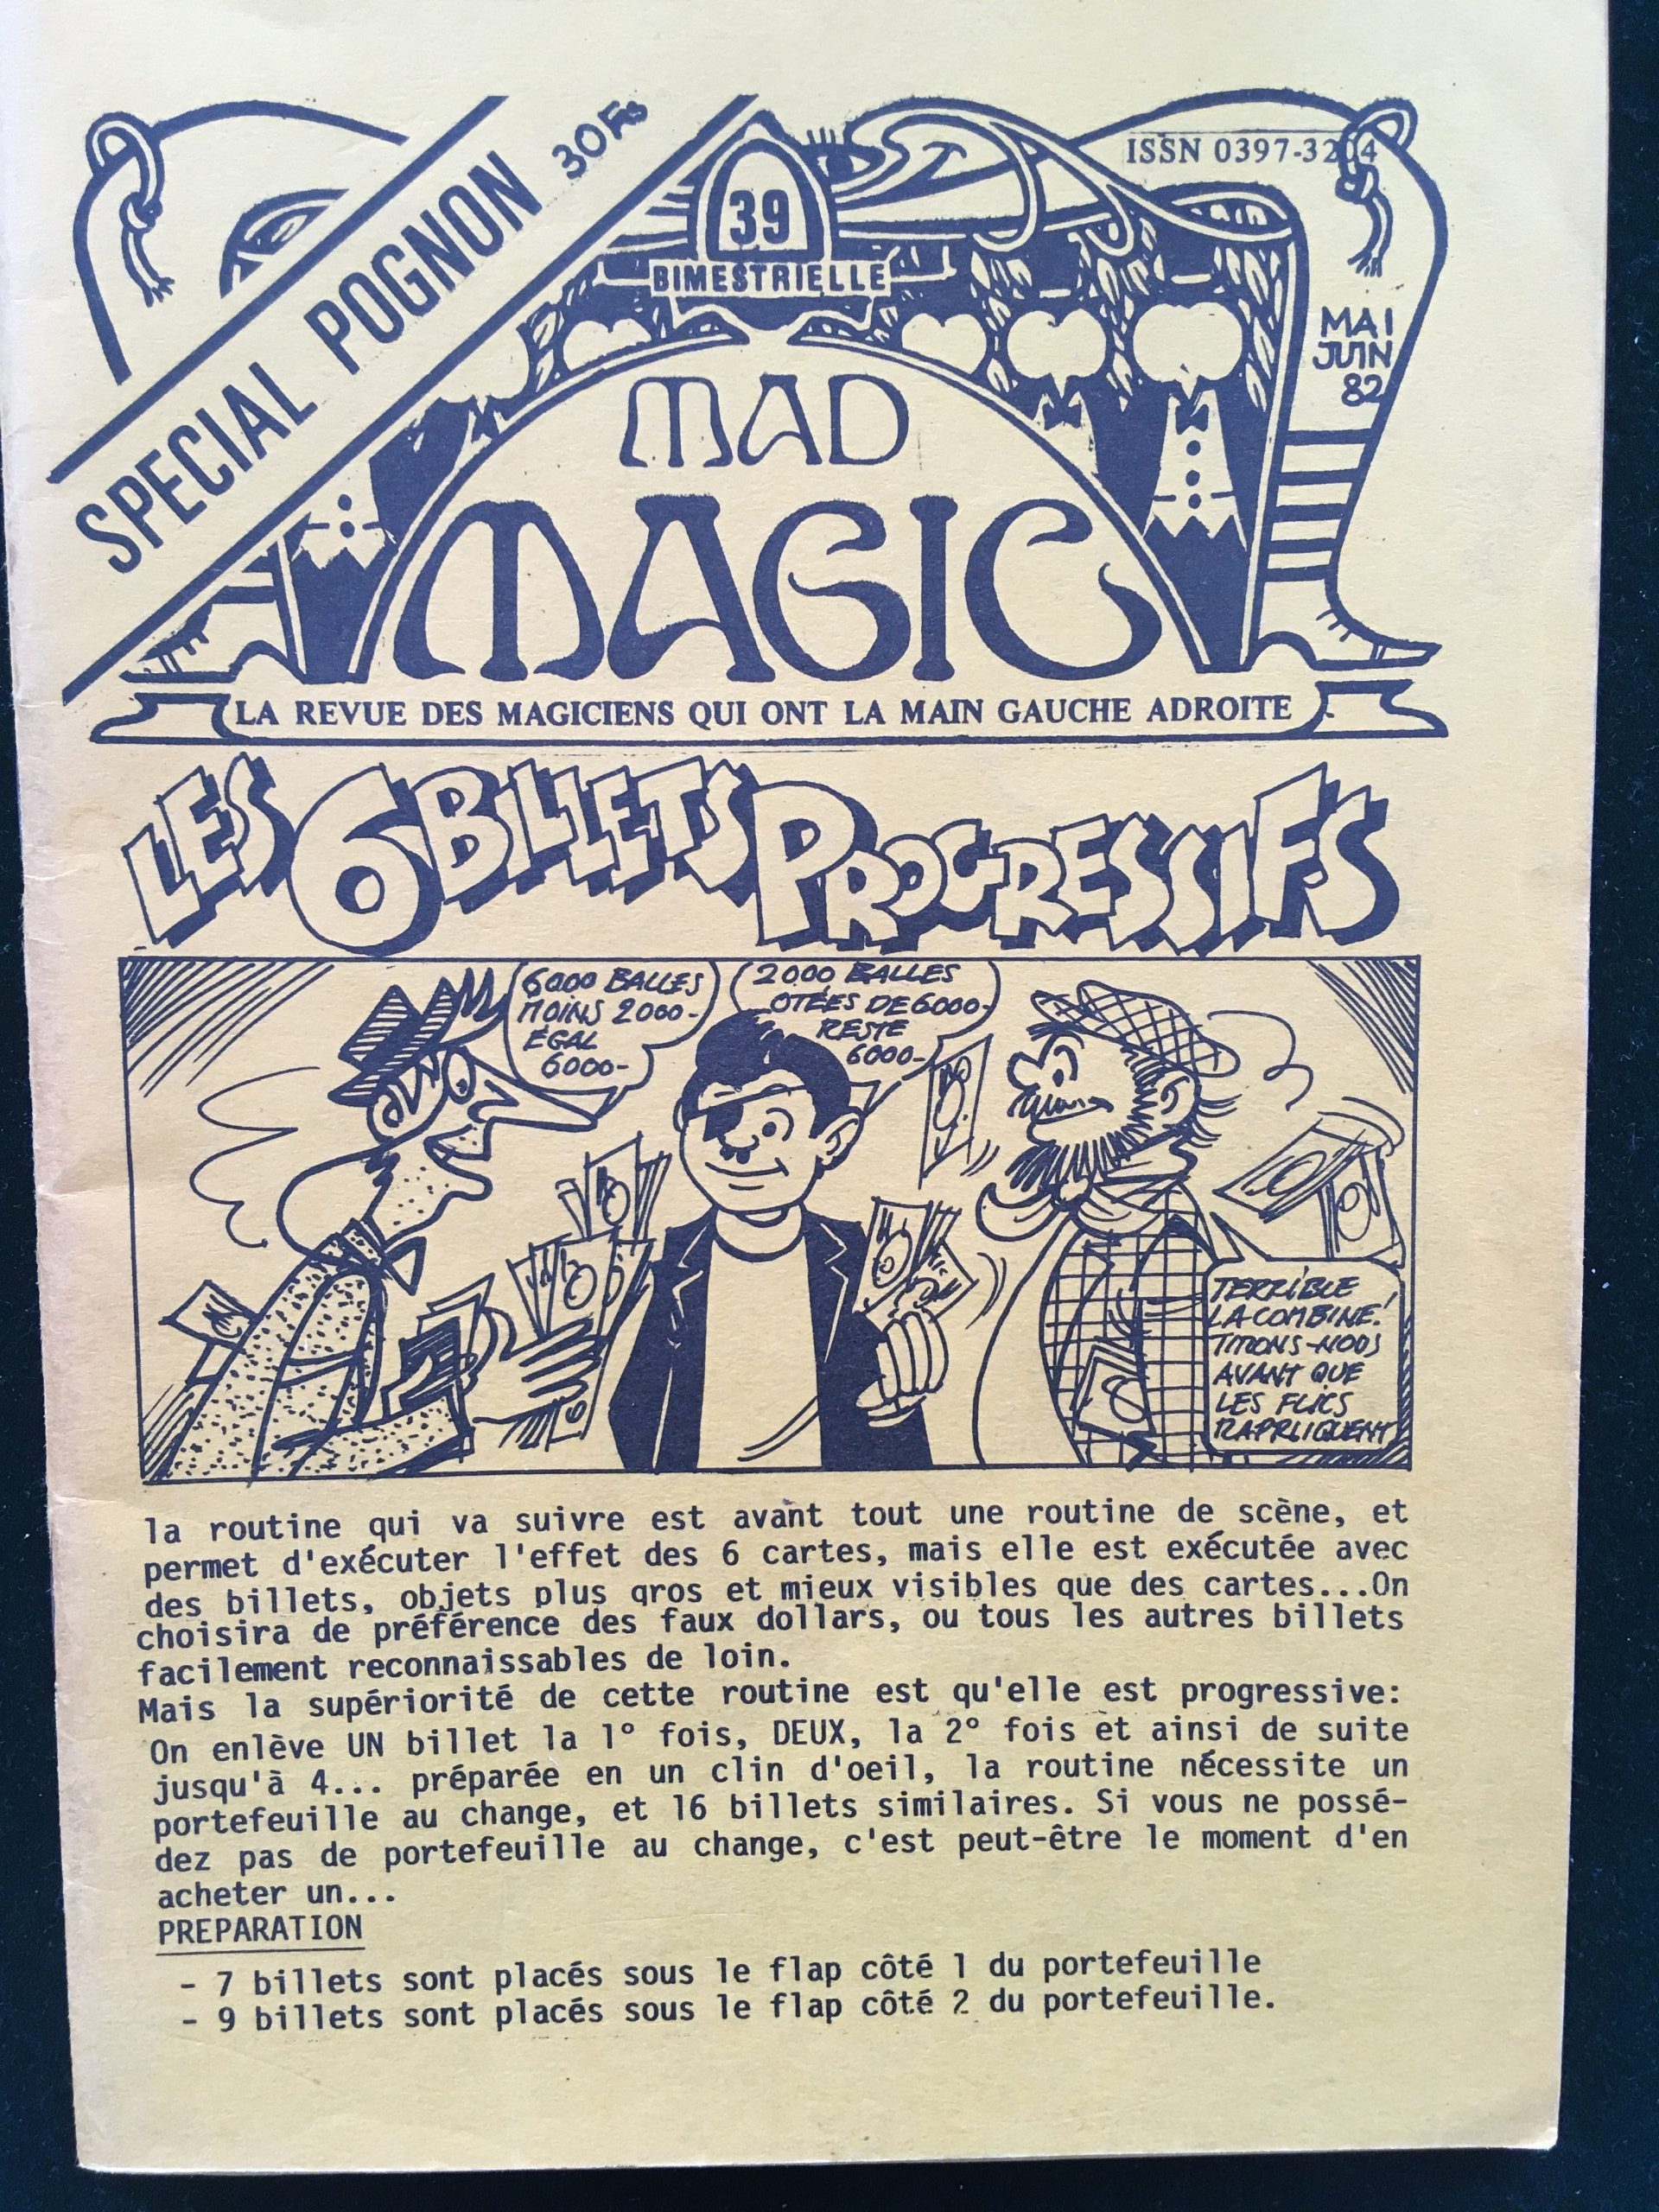 SPECIAL POGNON 30Fs
ISSN 0397-3204
39
BIMESTRIELLE
MAI
JUIN
82
MAD
MAGIC
LA REVUE DES MAGICIENS QUI ONT LA MAIN GAUCHE ADROITE
LES 6 BILLETS PROGRESSIFS
6000 BALLES
MOINS 2000-
ÉGAL
6000-
2000 BALLES
OTÉES DE 6000-
RESTE
6000-
TERRIBLE
LA COMBINE!
TITONS-NOUS
AVANT QUE
LES FLICS
RAPPLIQUENT
la routine qui va suivre est avant tout une routine de scène, et
permet d'exécuter l'effet des 6 cartes, mais elle est exécutée avec
des billets, objets plus gros et mieux visibles que des cartes...On
choisira de préférence des faux dollars, ou tous les autres billets
facilement reconnaissables de loin.
Mais la supériorité de cette routine est qu'elle est progressive:
On enlève UN billet la 1° fois, DEUX, la 2° fois et ainsi de suite
jusqu'à 4... préparée en un clin d'oeil, la routine nécessite un
portefeuille au change, et 16 billets similaires. Si vous ne possé-
dez pas de portefeuille au change, c'est peut-être le moment d'en
acheter un...
PREPARATION
- 7 billets sont placés sous le flap côté 1 du portefeuille
- 9 billets sont placés sous le flap côté 2 du portefeuille.